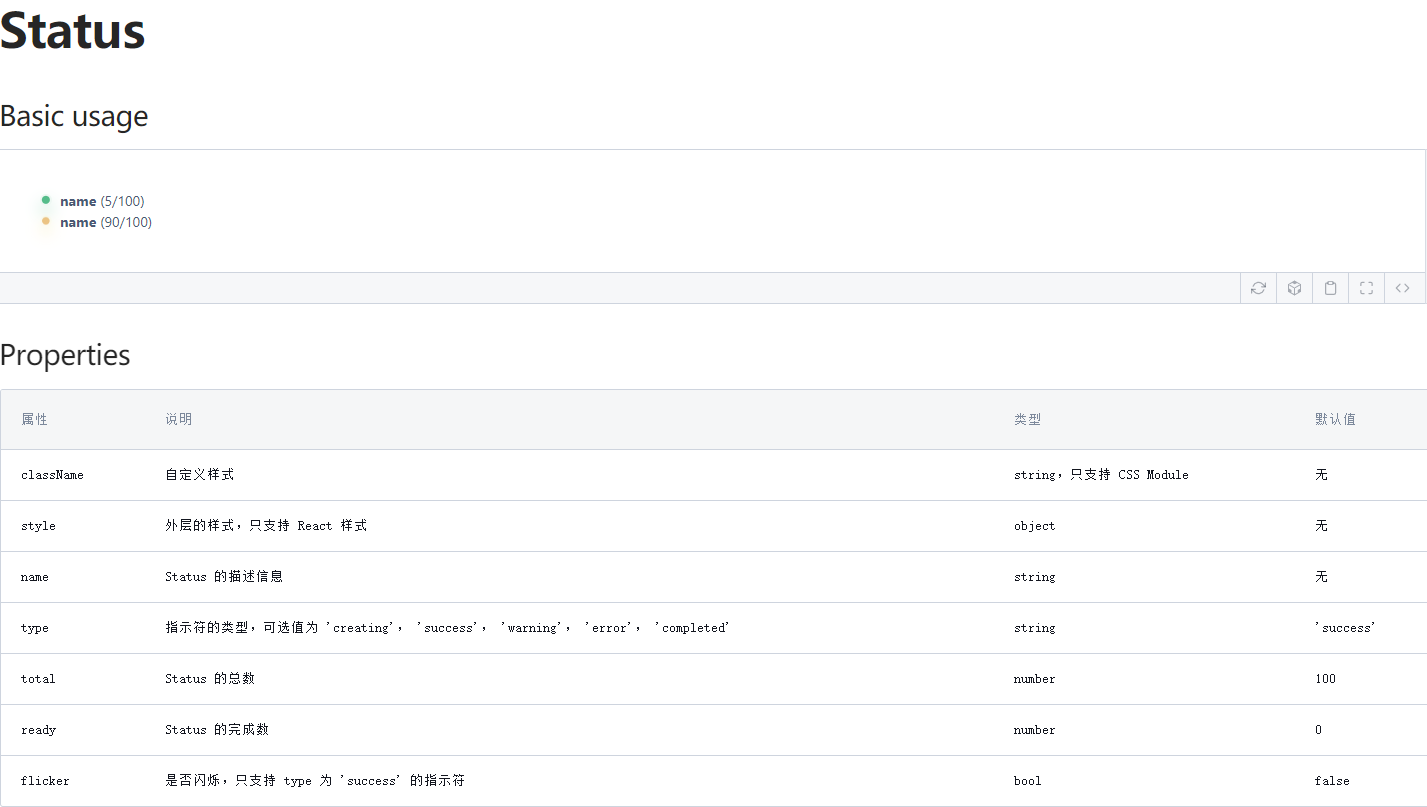 Status
Basic usage
name (5/100)
name (90/100)
Properties
属性 说明 类型 默认值
className 自定义样式 string，只支持 CSS Module 无
style 外层的样式，只支持 React 样式 object 无
name Status 的描述信息 string 无
type 指示符的类型，可选值为 'creating'， 'success'， 'warning'， 'error'， 'completed' string 'success'
total Status 的总数 number 100
ready Status 的完成数 number 0
flicker 是否闪烁，只支持 type 为 'success' 的指示符 bool false